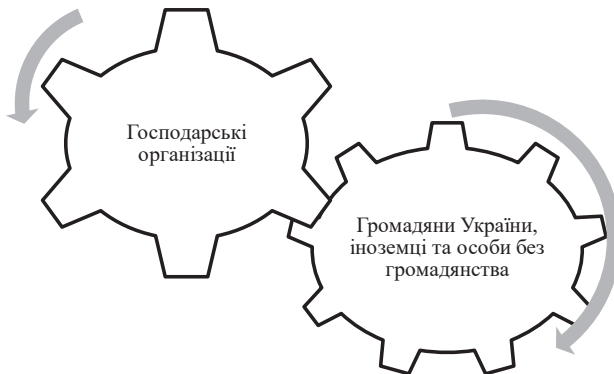 Господарські
організації
Громадяни України,
іноземці та особи без
громадянства